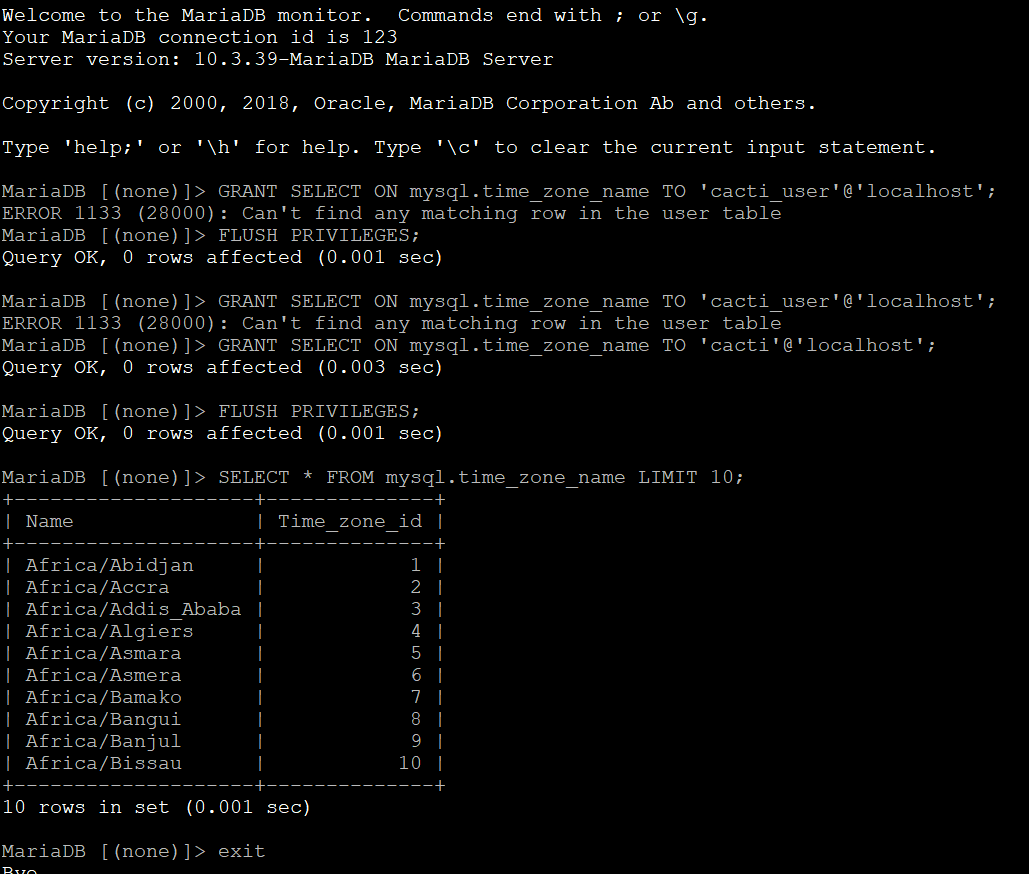 Welcome to the MariaDB monitor.  Commands end with ; or \g.
Your MariaDB connection id is 123
Server version: 10.3.39-MariaDB MariaDB Server
Copyright (c) 2000, 2018, Oracle, MariaDB Corporation Ab and others.
Type 'help;' or '\h' for help. Type '\c' to clear the current input statement.
MariaDB [(none)]> GRANT SELECT ON mysql.time_zone_name TO 'cacti_user'@'localhost';
ERROR 1133 (28000): Can't find any matching row in the user table
MariaDB [(none)]> FLUSH PRIVILEGES;
Query OK, 0 rows affected (0.001 sec)
MariaDB [(none)]> GRANT SELECT ON mysql.time_zone_name TO 'cacti_user'@'localhost';
ERROR 1133 (28000): Can't find any matching row in the user table
MariaDB [(none)]> GRANT SELECT ON mysql.time_zone_name TO 'cacti'@'localhost';
Query OK, 0 rows affected (0.003 sec)
MariaDB [(none)]> FLUSH PRIVILEGES;
Query OK, 0 rows affected (0.001 sec)
MariaDB [(none)]> SELECT * FROM mysql.time_zone_name LIMIT 10;
+--------------------+--------------+
| Name               | Time_zone_id |
+--------------------+--------------+
| Africa/Abidjan     |            1 |
| Africa/Accra       |            2 |
| Africa/Addis_Ababa |            3 |
| Africa/Algiers     |            4 |
| Africa/Asmara      |            5 |
| Africa/Asmera      |            6 |
| Africa/Bamako      |            7 |
| Africa/Bangui      |            8 |
| Africa/Banjul      |            9 |
| Africa/Bissau      |           10 |
+--------------------+--------------+
10 rows in set (0.001 sec)
MariaDB [(none)]> exit
Bye